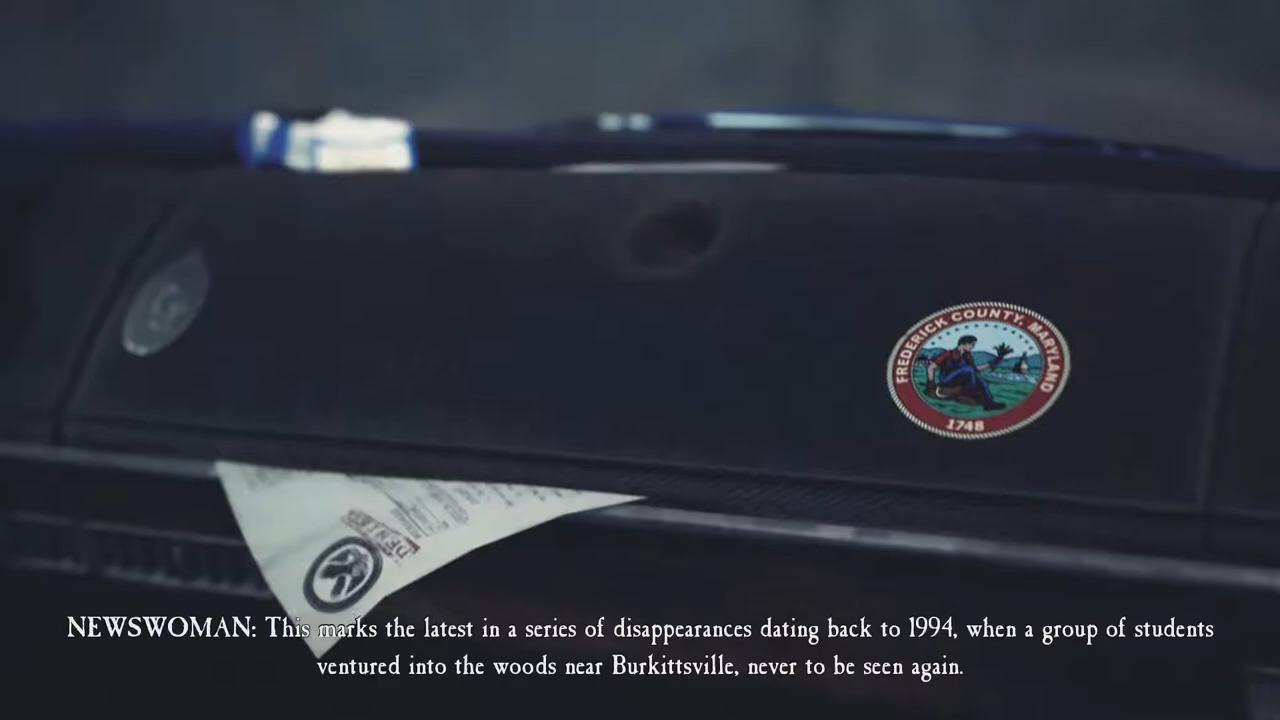 FREDERICK COUNTY, MARYLAND
1748
DENIED
NEWSWOMAN: This marks the latest in a series of disappearances dating back to 1994, when a group of students
ventured into the woods near Burkittsville, never to be seen again.